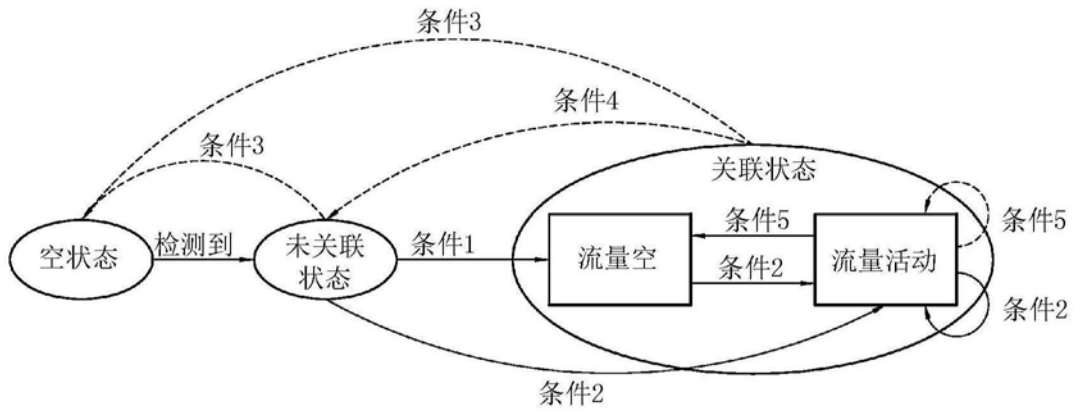 条件3
条件4
条件3
关联状态
条件5
条件5
空状态
检测到
未关联
状态
条件1
流量空
流量活动
条件2
条件2
条件2